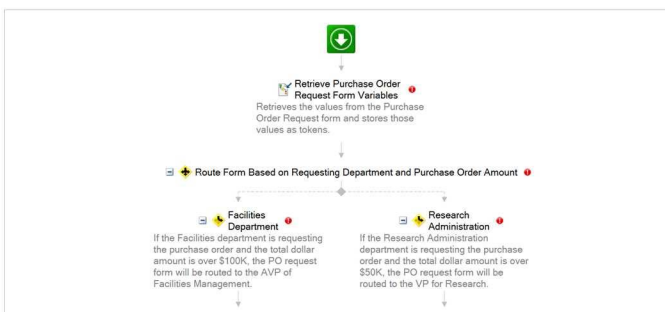 Retrieve Purchase Order
Request Form Variables
Retrieves the values from the Purchase
Order Request form and stores those
values as tokens.
Route Form Based on Requesting Department and Purchase Order Amount
Facilities
Department
If the Facilities department is requesting
the purchase order and the total dollar
amount is over $100K, the PO request
form will be routed to the AVP of
Facilities Management.
Research
Administration
If the Research Administration
department is requesting the purchase
order and the total dollar amount is over
$50K, the PO request form will be
routed to the VP for Research.